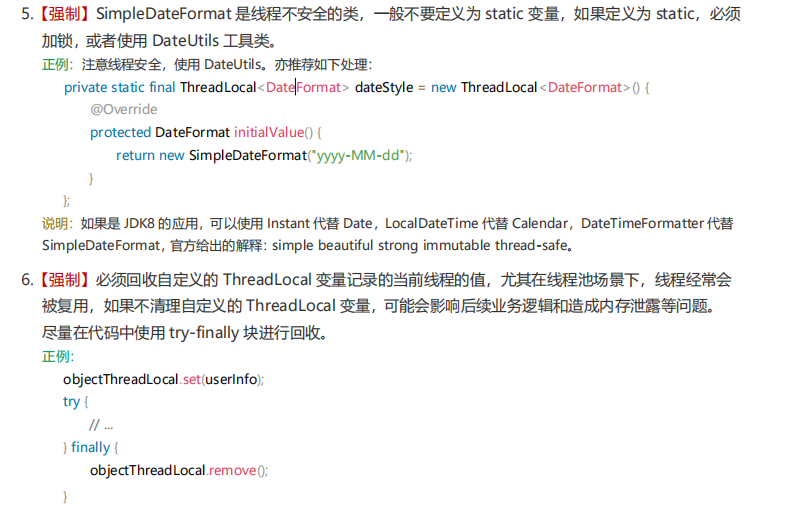 5.【强制】SimpleDateFormat 是线程不安全的类，一般不要定义为 static 变量，如果定义为 static，必须
加锁，或者使用 DateUtils 工具类。
正例：注意线程安全，使用 DateUtils。亦推荐如下处理：
private static final ThreadLocal<DateFormat> dateStyle = new ThreadLocal<DateFormat>() {
@Override
protected DateFormat initialValue() {
return new SimpleDateFormat("yyyy-MM-dd");
}
};
说明：如果是 JDK8 的应用，可以使用 Instant 代替 Date，LocalDateTime 代替 Calendar，DateTimeFormatter 代替
SimpleDateFormat，官方给出的解释：simple beautiful strong immutable thread-safe。
6.【强制】必须回收自定义的 ThreadLocal 变量记录的当前线程的值，尤其在线程池场景下，线程经常会
被复用，如果不清理自定义的 ThreadLocal 变量，可能会影响后续业务逻辑和造成内存泄露等问题。
尽量在代码中使用 try-finally 块进行回收。
正例：
objectThreadLocal.set(userInfo);
try {
// ...
} finally {
objectThreadLocal.remove();
}